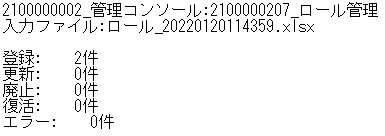 2100000002_管理コンソール:2100000207_ロール管理
入力ファイル:ロール_20220120114359.xlsx

登録:    2件
更新:    0件
廃止:    0件
復活:    0件
エラー:    0件